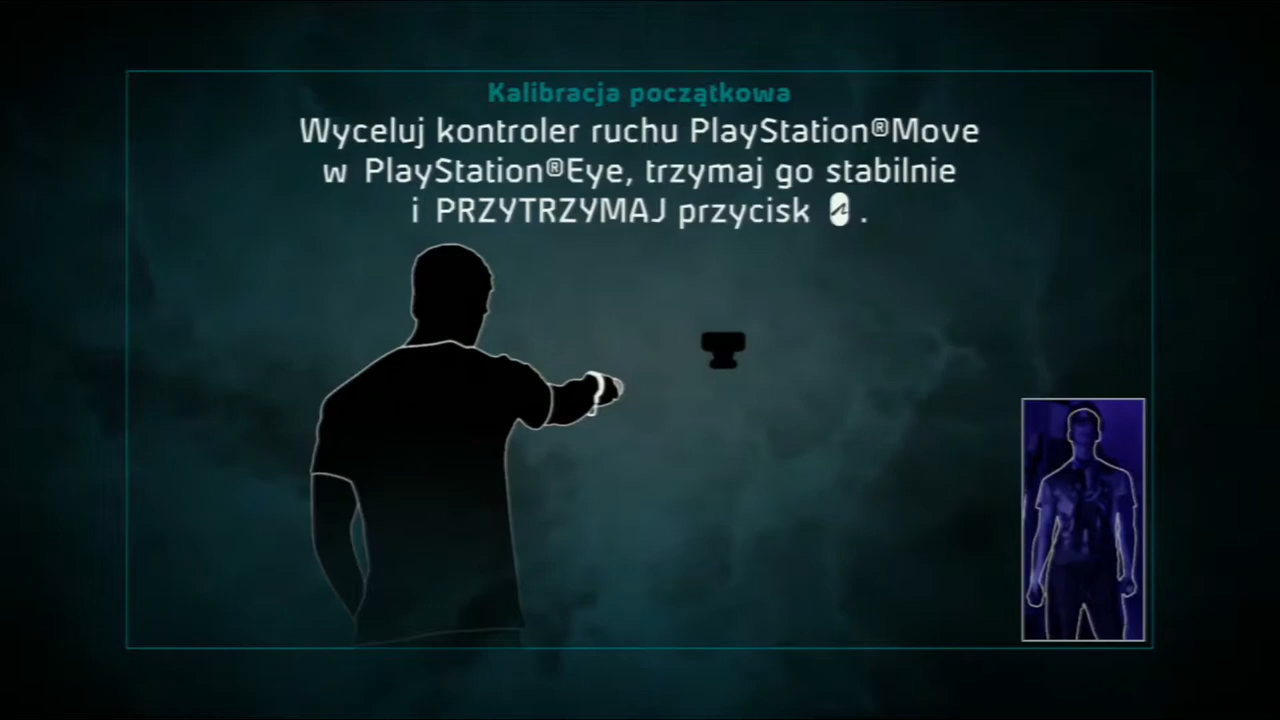 Kalibracja początkowa
Wyceluj kontroler ruchu PlayStation®Move
w PlayStation®Eye, trzymaj go stabilnie
i PRZYTRZYMAJ przycisk .